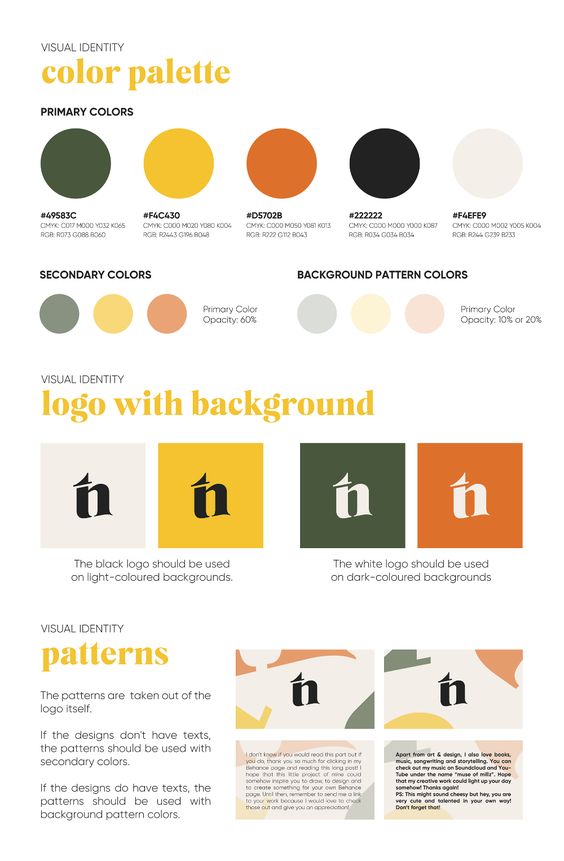 VISUAL IDENTITY
color palette
PRIMARY COLORS
#49583C
CMYK: C017 M000 Y032 K065
RGB: R073 G088 BO60
#F4C430
CMYK: C000 M020 Y080 K004
RGB: R2443 G196 B048
#D5702B
CMYK: C000 M050 Y081 K013
RGB: R222 G112 B043
#222222
CMYK: C000 M000 Y000 K087
RGB: R034 G034 B034
#F4EFE9
CMYK: C000 M002 Y005 K004
RGB: R244 G239 B233
SECONDARY COLORS
Primary Color
Opacity: 60%
BACKGROUND PATTERN COLORS
Primary Color
Opacity: 10% or 20%
VISUAL IDENTITY
logo with background
The black logo should be used
on light-coloured backgrounds.
The white logo should be used
on dark-coloured backgrounds
VISUAL IDENTITY
patterns
The patterns are taken out of the
logo itself.
If the designs don't have texts,
the patterns should be used with
secondary colors.
If the designs do have texts, the
patterns should be used with
background pattern colors.
I don't know if you would read this part but if
you do, thank you so much for clicking in my
Behance page and reading this long post! I
hope that this little project of mine could
somehow inspire you to draw, to design and
to create something for your own Behance
page. Until then, remember to send me a link
to your work because I would love to check
those out and give you an appreciation!
Apart from art & design, I also love books,
music, songwriting and storytelling. You can
check out my music on Soundcloud and You-
Tube under the name "muse of millz". Hope
that my creative work could light up your day
somehow! Thanks again!
PS: This might sound cheesy but hey, you are
very cute and talented in your own way!
Don't forget that!